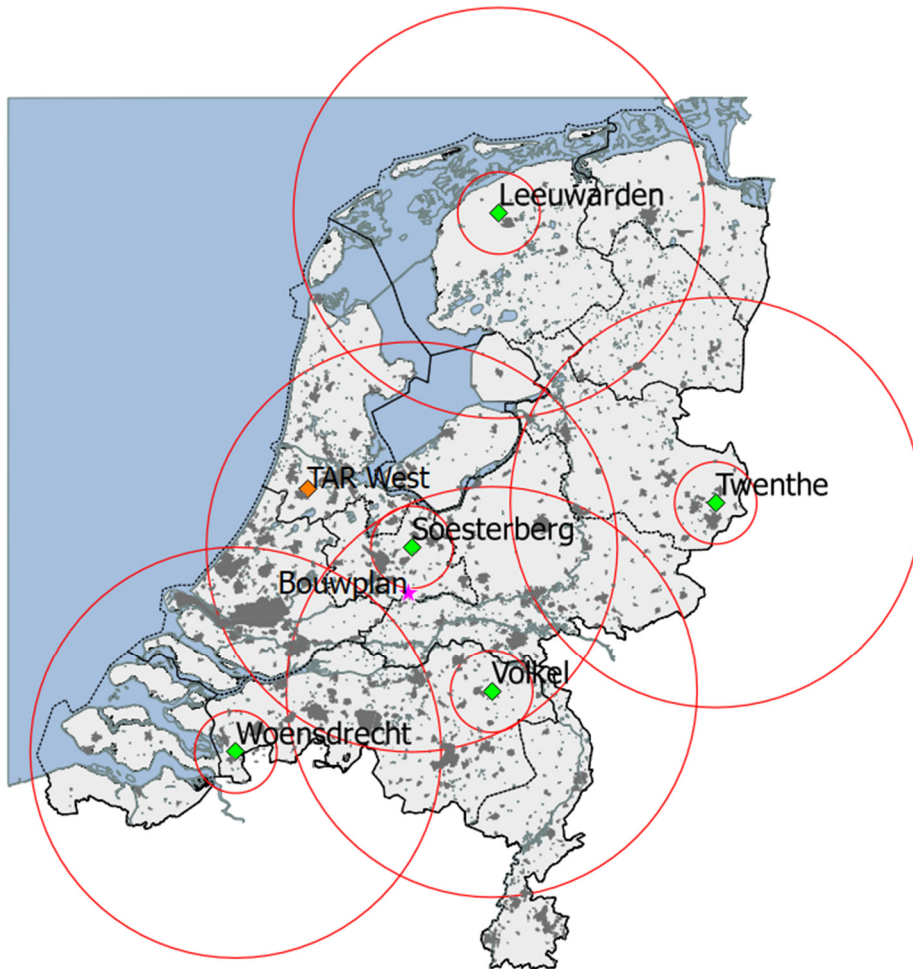 Leeuwarden
TAR West
Twenthe
Soesterberg
Bouwplan
Volkel
Woensdrecht